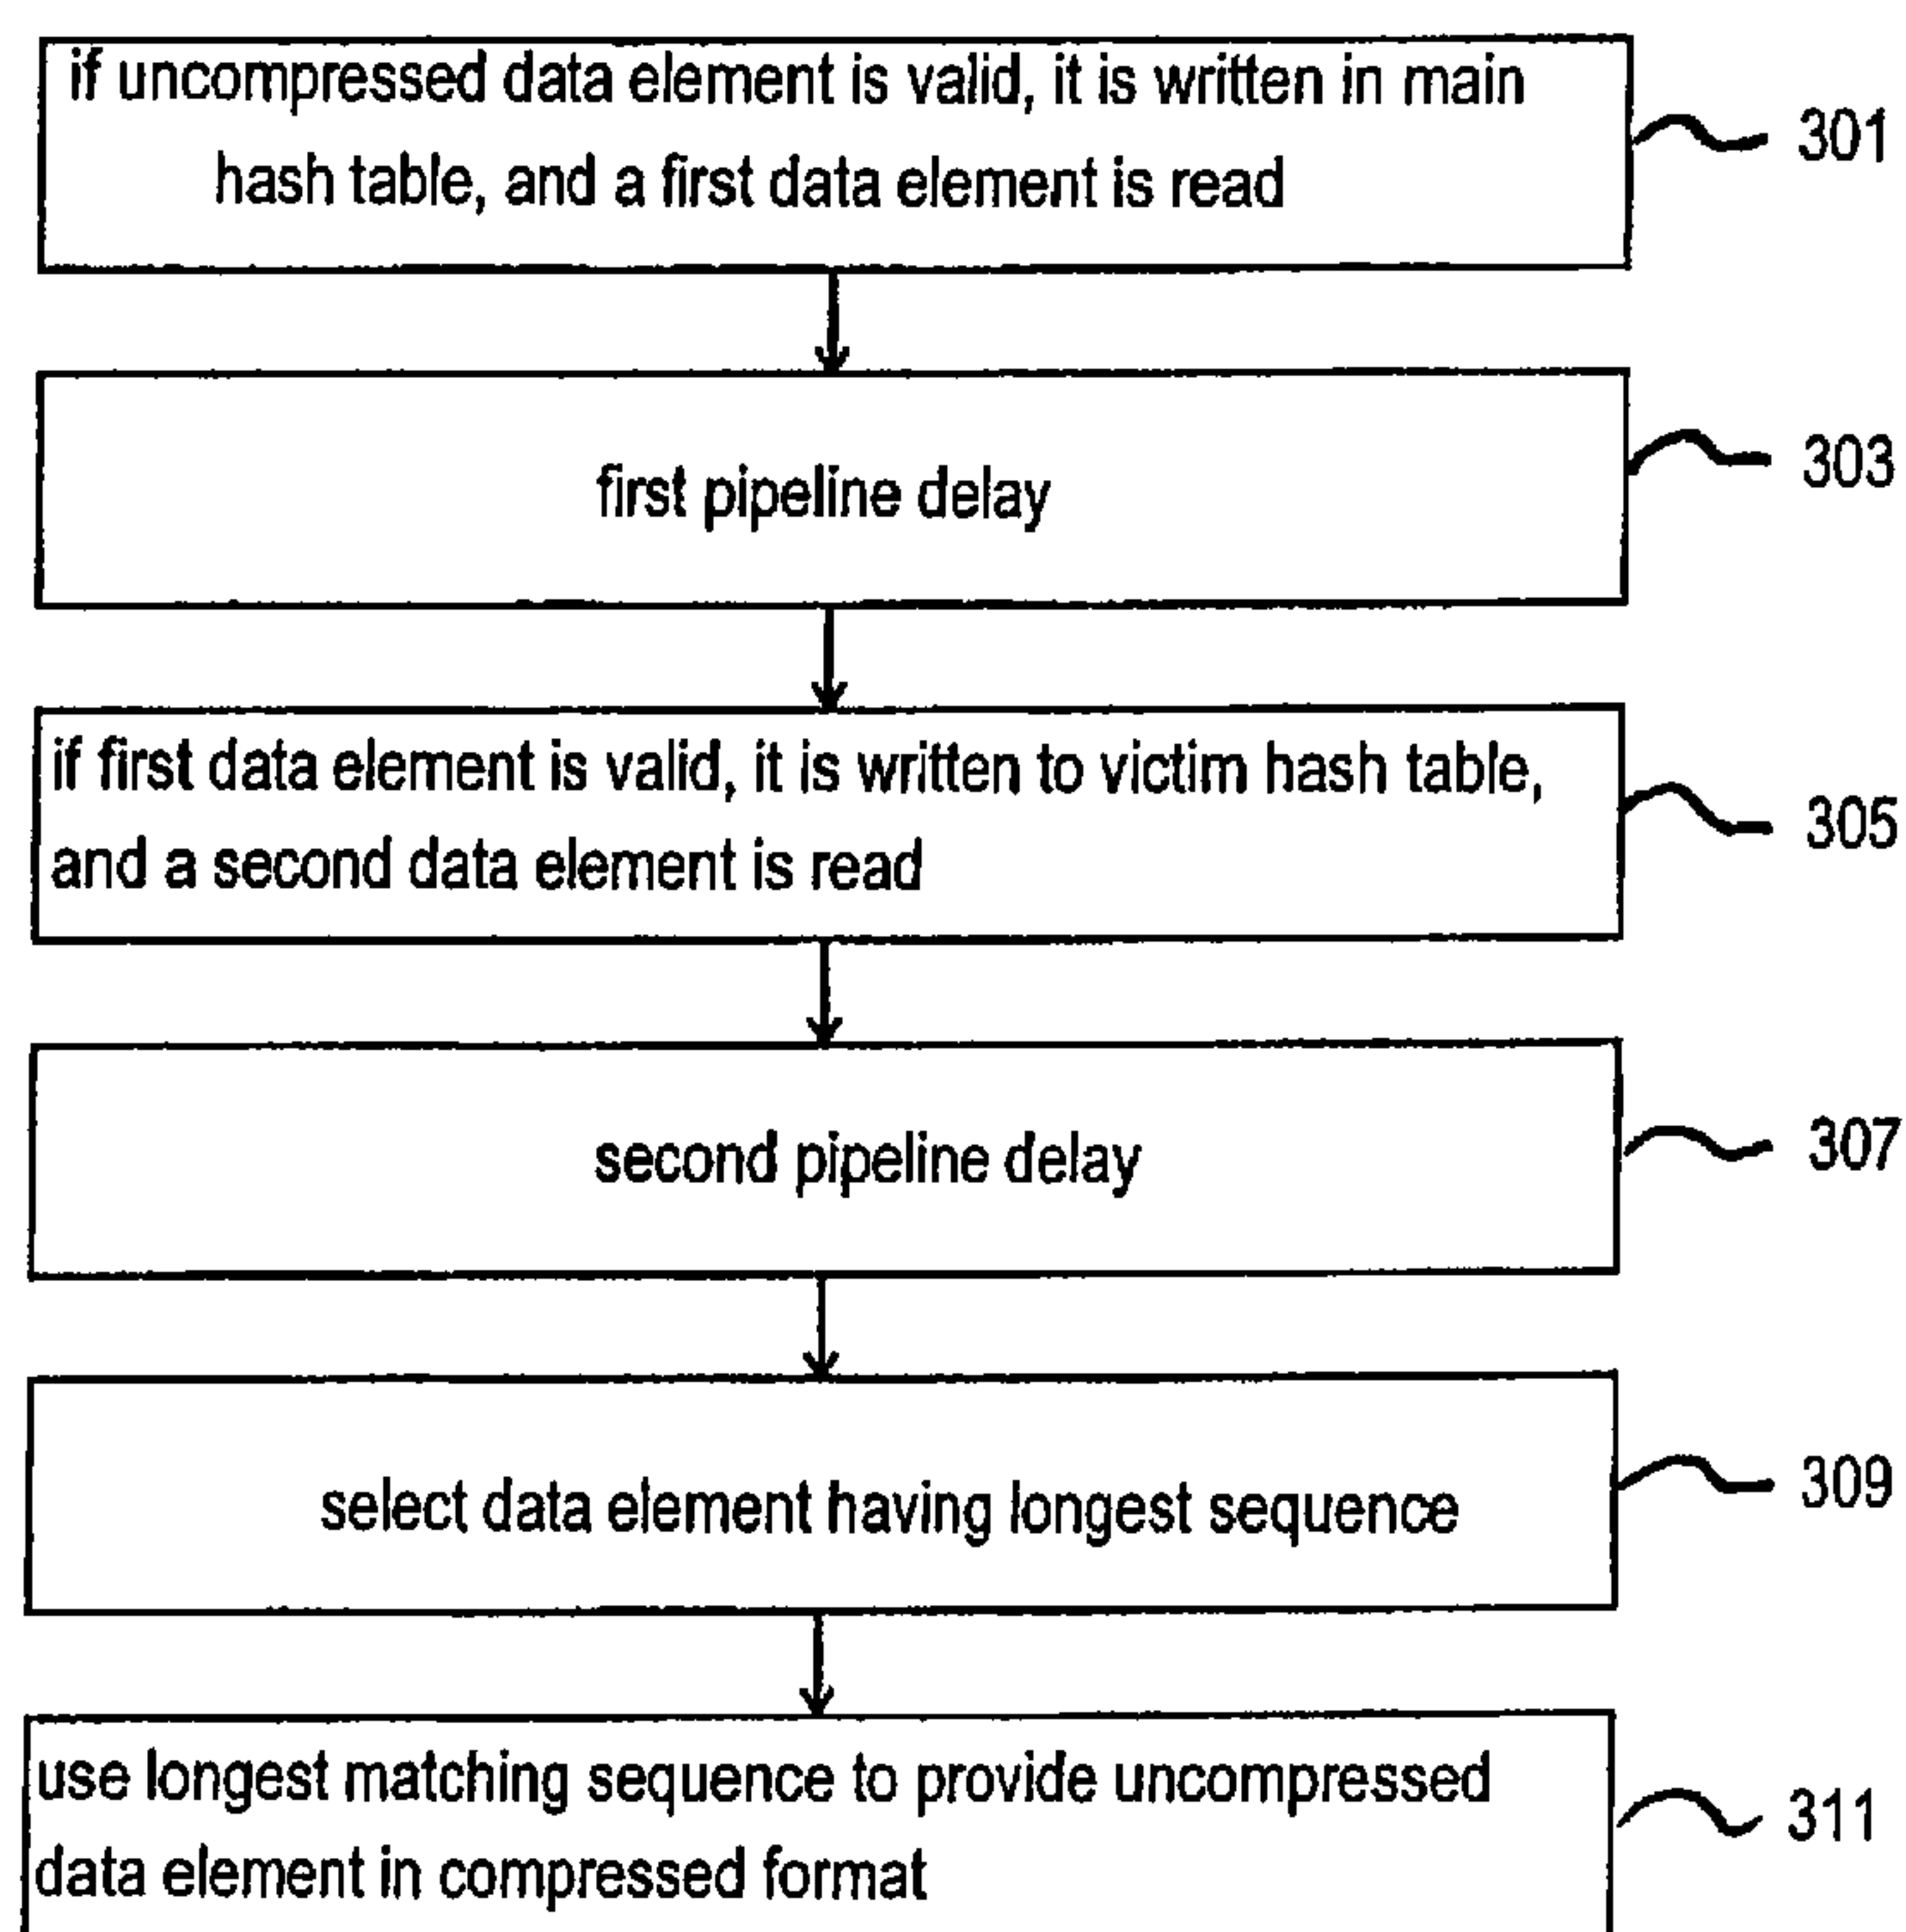 if uncompressed data element is valid, it is written in main
hash table, and a first data element is read
301
first pipeline delay
303
if first data element is valid, it is written to victim hash table,
and a second data element is read
305
second pipeline delay
307
select data element having longest sequence
309
use longest matching sequence to provide uncompressed
data element in compressed format
311